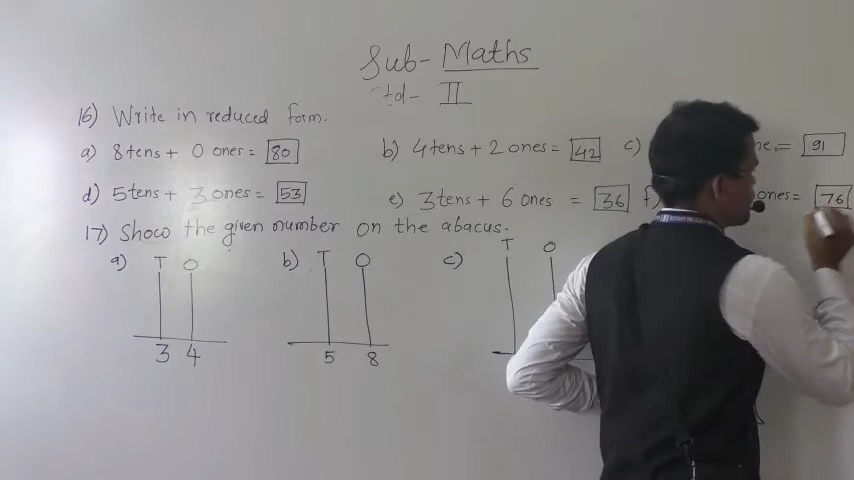 Sub- Maths
td- II
16) Write in reduced form.
a) 8 tens + 0 ones = 80 b) 4 tens + 2 ones = 42 c) ne. = 91
d) 5 tens + 3 ones = 53 e) 3 tens + 6 ones = 36 f) ones = 76
17) Show the given number on the abacus.
a) T O b) T O c) T O
3 4 5 8